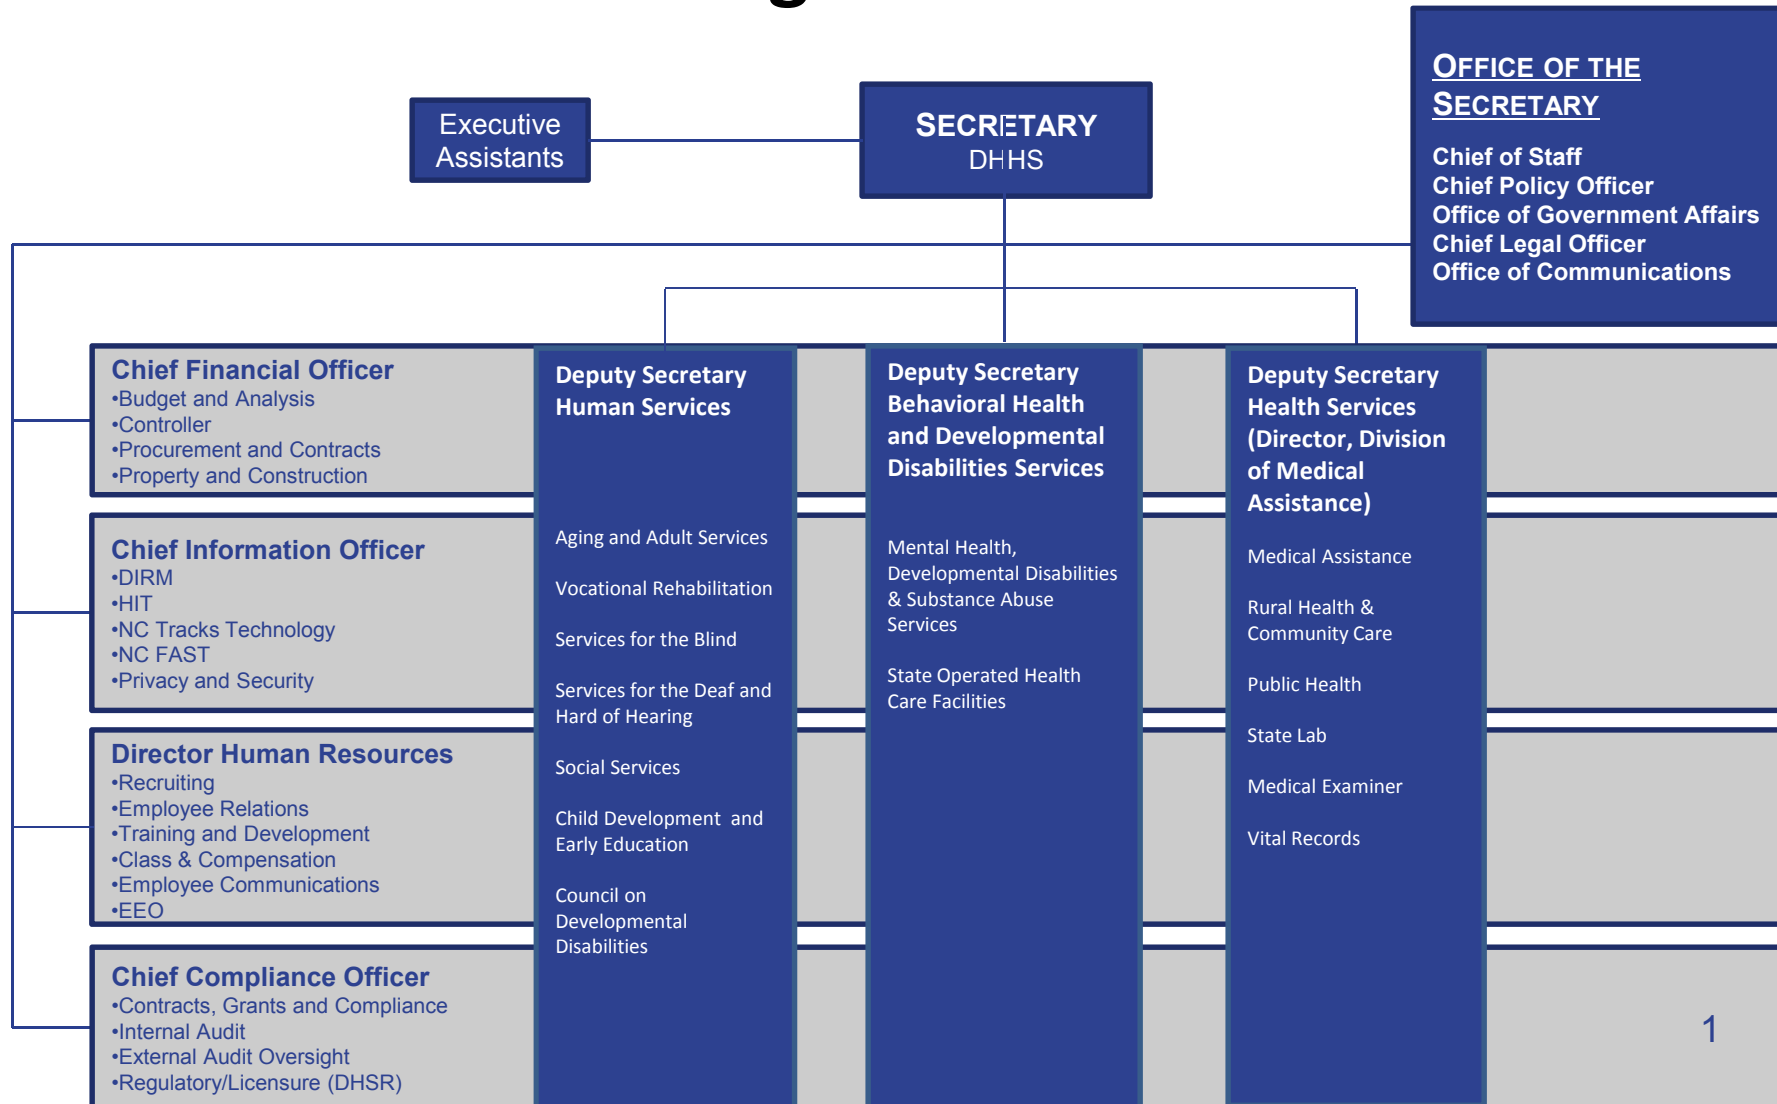 Executive
Assistants
SECRETARY
DHHS
OFFICE OF THE
SECRETARY
Chief of Staff
Chief Policy Officer
Office of Government Affairs
Chief Legal Officer
Office of Communications
Chief Financial Officer
•Budget and Analysis
•Controller
•Procurement and Contracts
•Property and Construction
Chief Information Officer
•DIRM
•HIT
•NC Tracks Technology
•NC FAST
•Privacy and Security
Director Human Resources
•Recruiting
•Employee Relations
•Training and Development
•Class & Compensation
•Employee Communications
•EEO
Chief Compliance Officer
•Contracts, Grants and Compliance
•Internal Audit
•External Audit Oversight
•Regulatory/Licensure (DHSR)
Deputy Secretary
Human Services
Aging and Adult Services
Vocational Rehabilitation
Services for the Blind
Services for the Deaf and
Hard of Hearing
Social Services
Child Development and
Early Education
Council on
Developmental
Disabilities
Deputy Secretary
Behavioral Health
and Developmental
Disabilities Services
Mental Health,
Developmental Disabilities
& Substance Abuse
Services
State Operated Health
Care Facilities
Deputy Secretary
Health Services
(Director, Division
of Medical
Assistance)
Medical Assistance
Rural Health &
Community Care
Public Health
State Lab
Medical Examiner
Vital Records
1